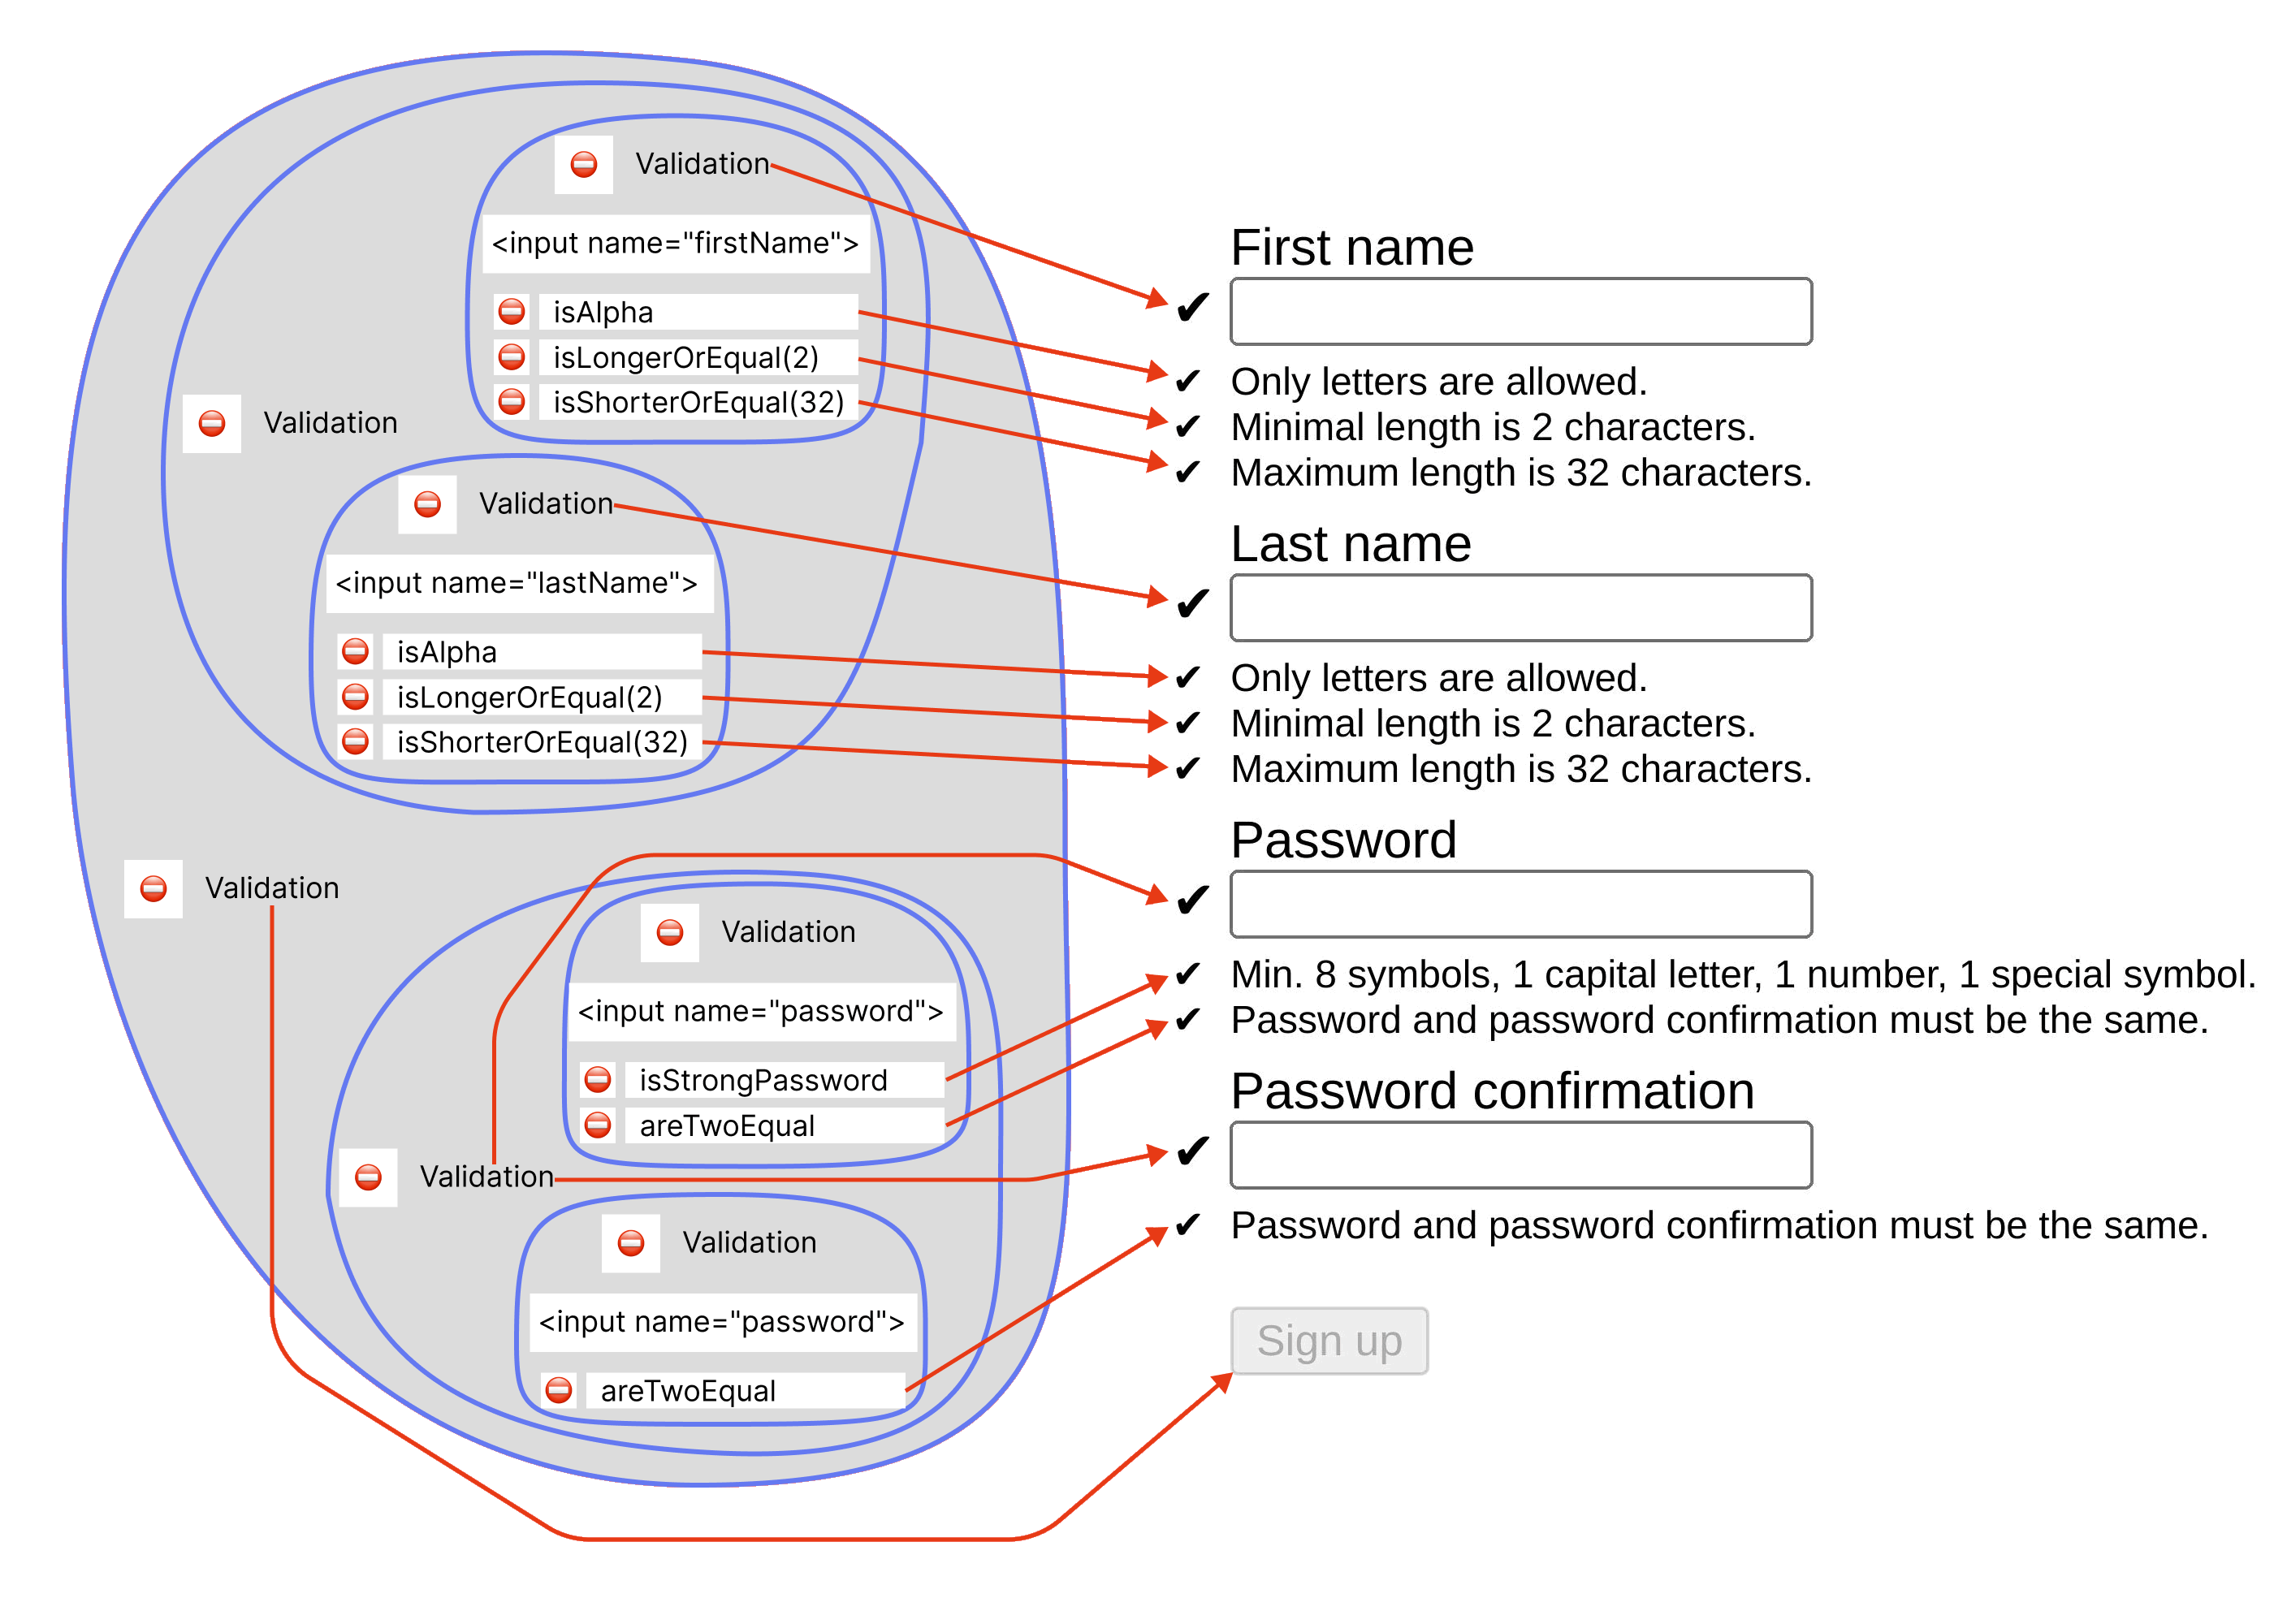 Validation
<input name="firstName">
isAlpha
isLongerOrEqual(2)
isShorterOrEqual(32)
Validation
Validation
<input name="lastName">
isAlpha
isLongerOrEqual(2)
isShorterOrEqual(32)
Validation
Validation
<input name="password">
isStrongPassword
areTwoEqual
Validation
Validation
<input name="password">
areTwoEqual
First name
✔
✔ Only letters are allowed.
✔ Minimal length is 2 characters.
✔ Maximum length is 32 characters.
Last name
✔
✔ Only letters are allowed.
✔ Minimal length is 2 characters.
✔ Maximum length is 32 characters.
Password
✔
✔ Min. 8 symbols, 1 capital letter, 1 number, 1 special symbol.
✔ Password and password confirmation must be the same.
Password confirmation
✔
✔ Password and password confirmation must be the same.
Sign up